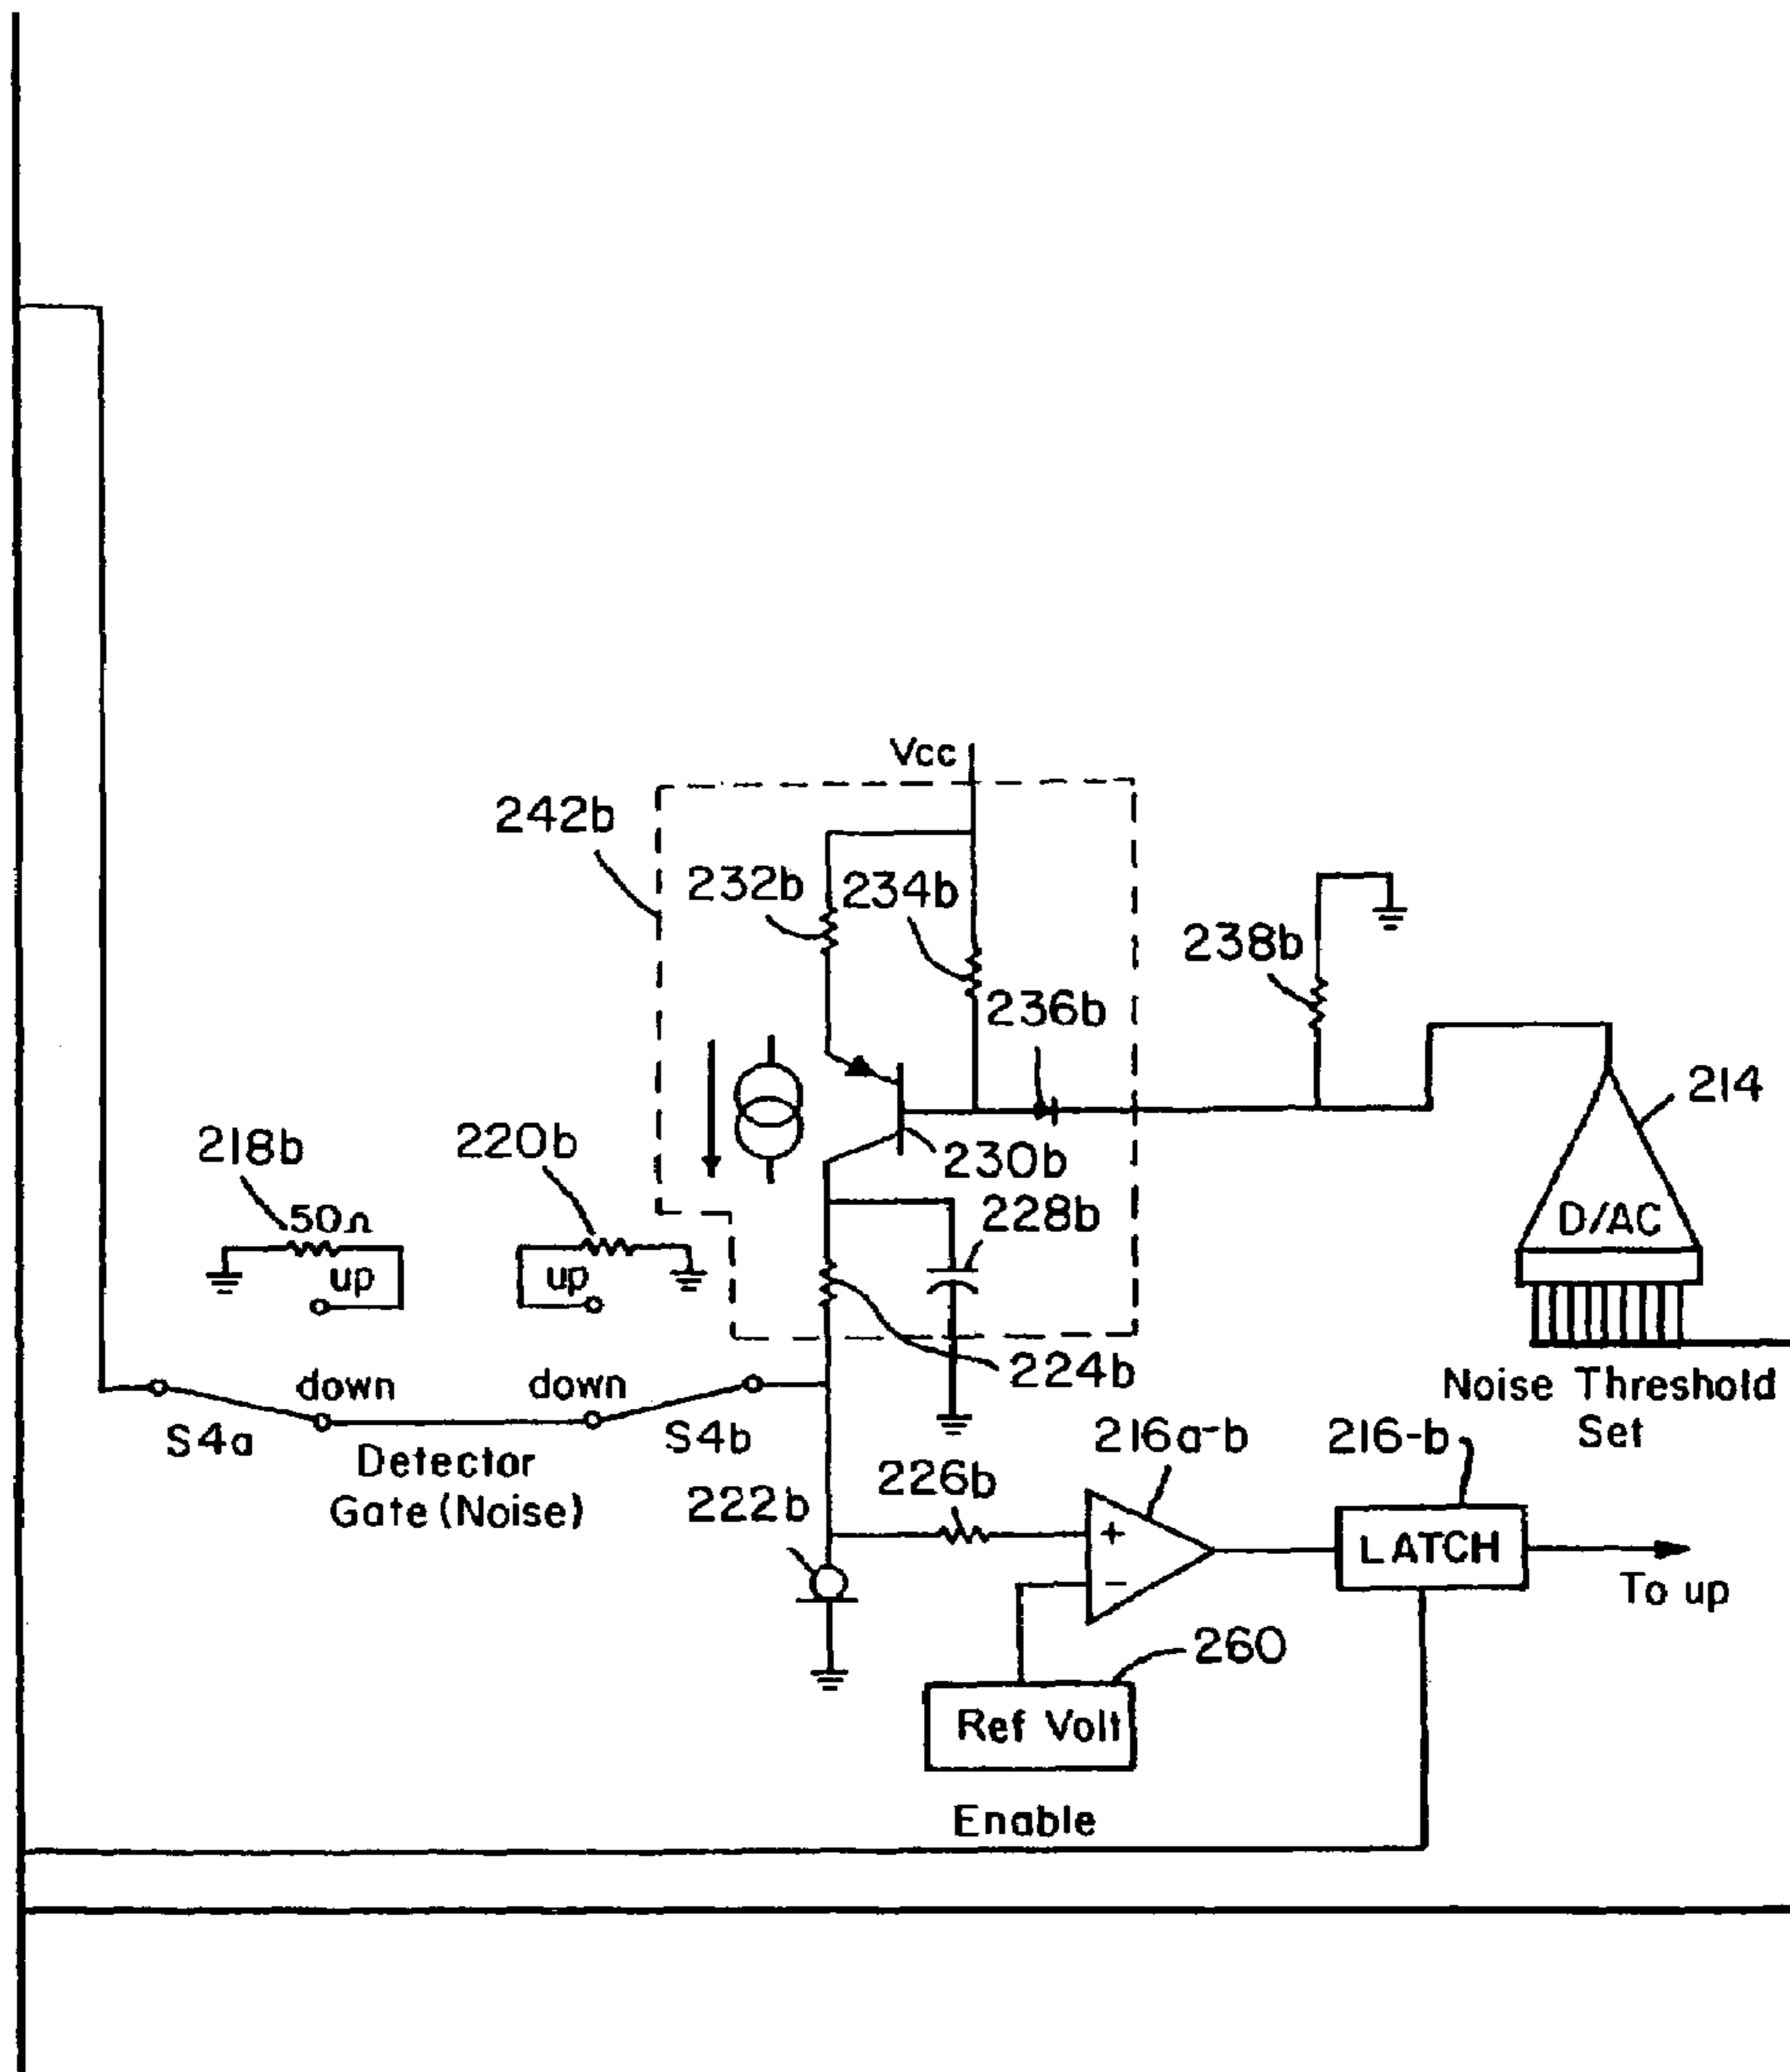 Vcc
242b
232b
234b
238b
236b
214
218b
220b
230b
50Ω
228b
D/AC
up
up
224b
down
down
Noise Threshold
Set
S4a
S4b
Detector
Gate (Noise)
216a-b
216-b
226b
222b
+
−
LATCH
To up
260
Ref Volt
Enable